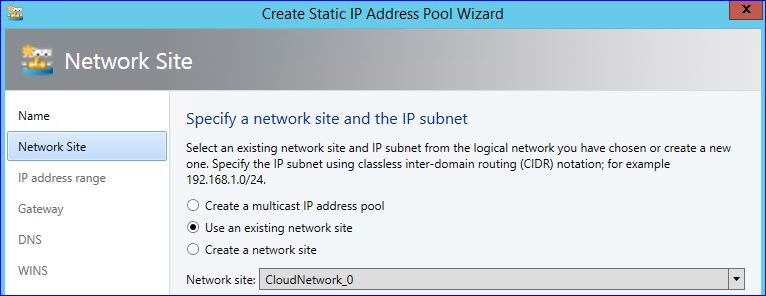 Create Static IP Address Pool Wizard
x
Network Site
Name
Network Site
IP address range
Gateway
DNS
WINS
Specify a network site and the IP subnet
Select an existing network site and IP subnet from the logical network you have chosen or create a new
one. Specify the IP subnet using classless inter-domain routing (CIDR) notation; for example
192.168.1.0/24.
Create a multicast IP address pool
Use an existing network site
Create a network site
Network site: CloudNetwork_0